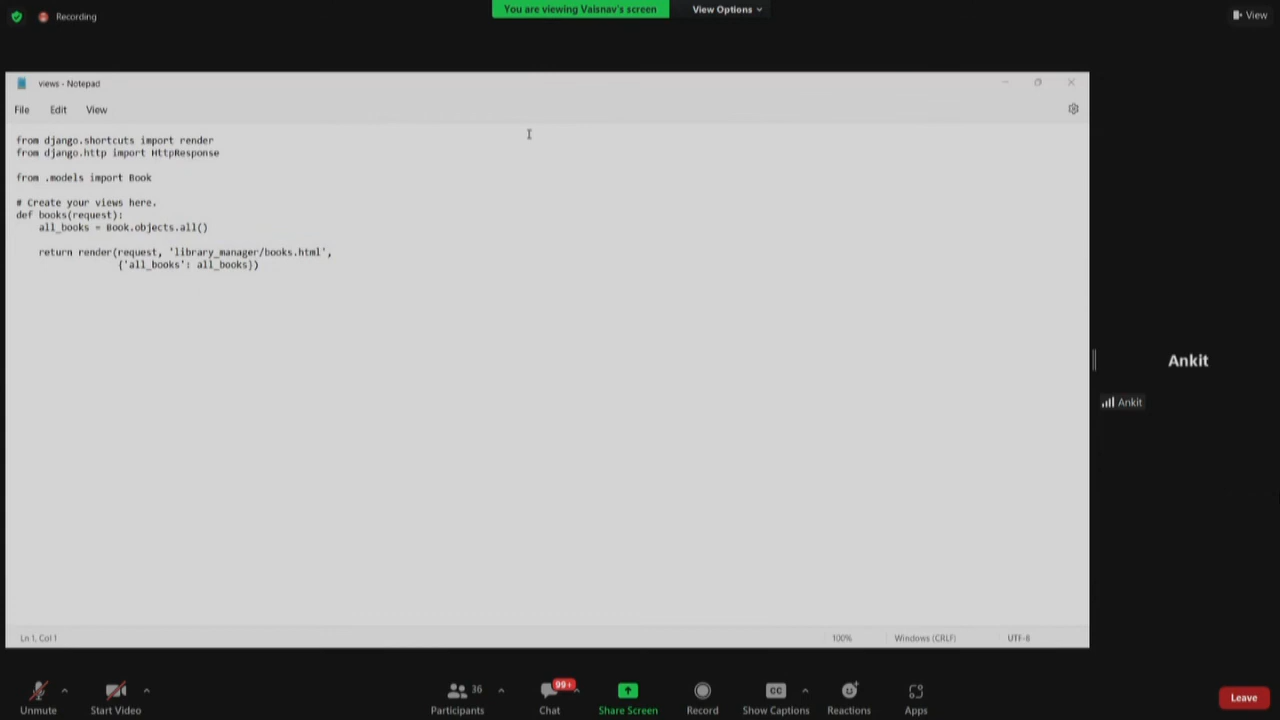 Recording
You are viewing Vaisnav's screen
View Options
View
views - Notepad
File Edit View
from django.shortcuts import render
from django.http import HttpResponse
from .models import Book
# Create your views here.
def books(request):
    all_books = Book.objects.all()
    return render(request, 'library_manager/books.html',
                  {'all_books': all_books})
Ankit
Ankit
Ln 1, Col 1
100%
Windows (CRLF)
UTF-8
Unmute
Start Video
36
Participants
99+
Chat
Share Screen
Record
CC
Show Captions
Reactions
Apps
Leave